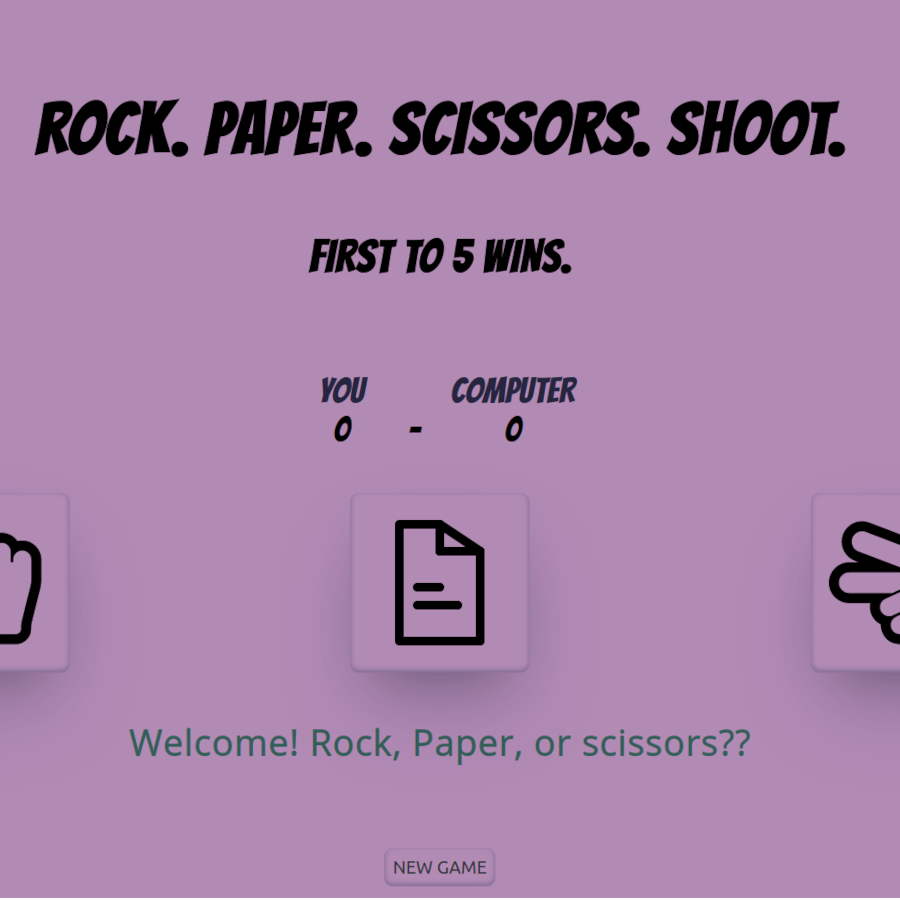 ROCK. PAPER. SCISSORS. SHOOT.
FIRST TO 5 WINS.
YOU COMPUTER
0 - 0
Welcome! Rock, Paper, or scissors??
NEW GAME